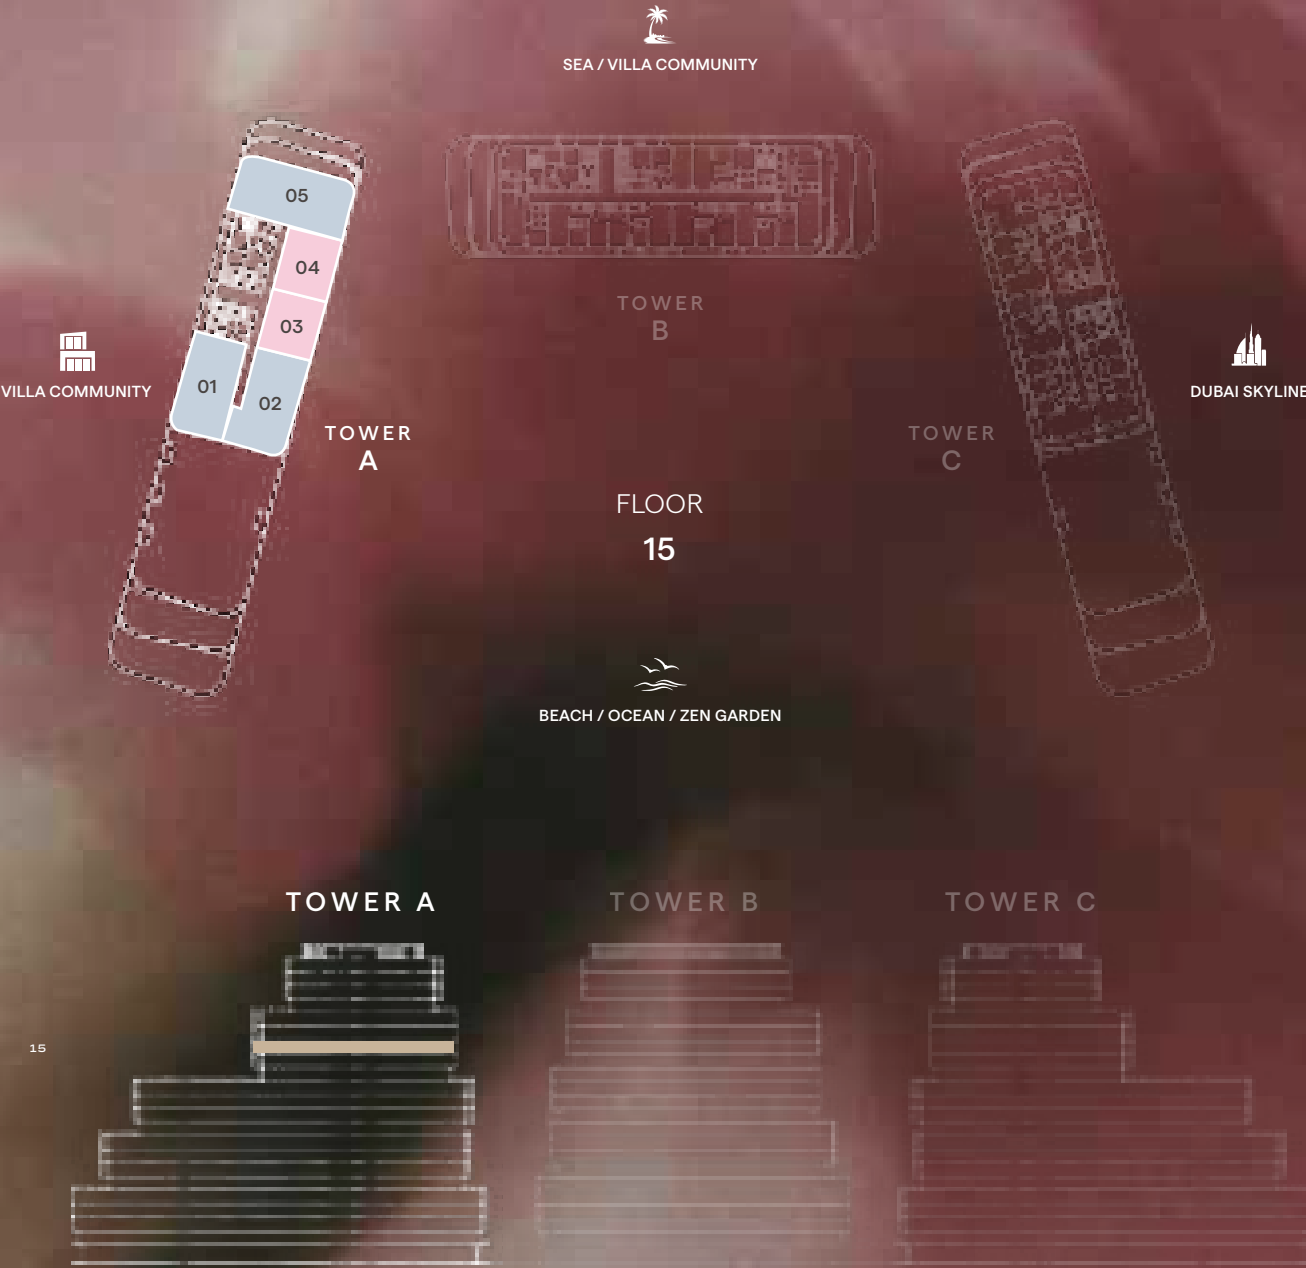 SEA / VILLA COMMUNITY
05
04
03
01
02
TOWER
B
VILLA COMMUNITY
DUBAI SKYLINE
TOWER
A
TOWER
C
FLOOR
15
BEACH / OCEAN / ZEN GARDEN
TOWER A
TOWER B
TOWER C
15